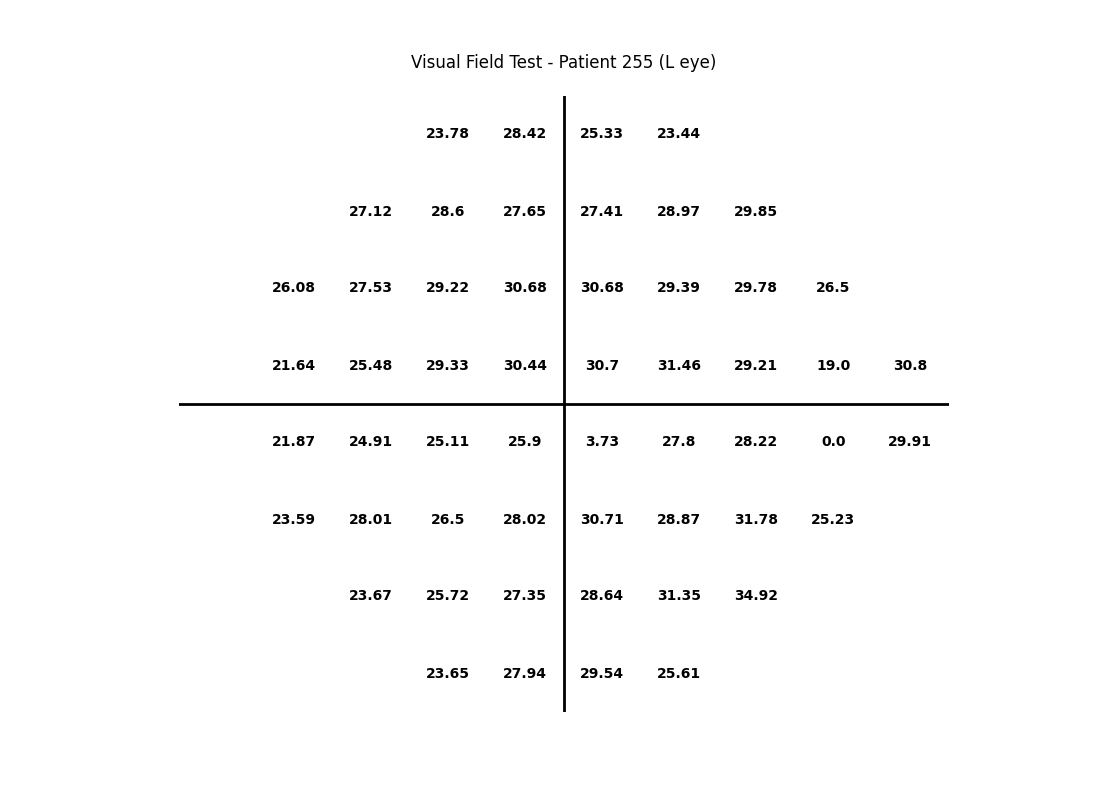 Visual Field Test - Patient 255 (L eye)
23.78 28.42 25.33 23.44
27.12 28.6 27.65 27.41 28.97 29.85
26.08 27.53 29.22 30.68 30.68 29.39 29.78 26.5
21.64 25.48 29.33 30.44 30.7 31.46 29.21 19.0 30.8
21.87 24.91 25.11 25.9 3.73 27.8 28.22 0.0 29.91
23.59 28.01 26.5 28.02 30.71 28.87 31.78 25.23
23.67 25.72 27.35 28.64 31.35 34.92
23.65 27.94 29.54 25.61